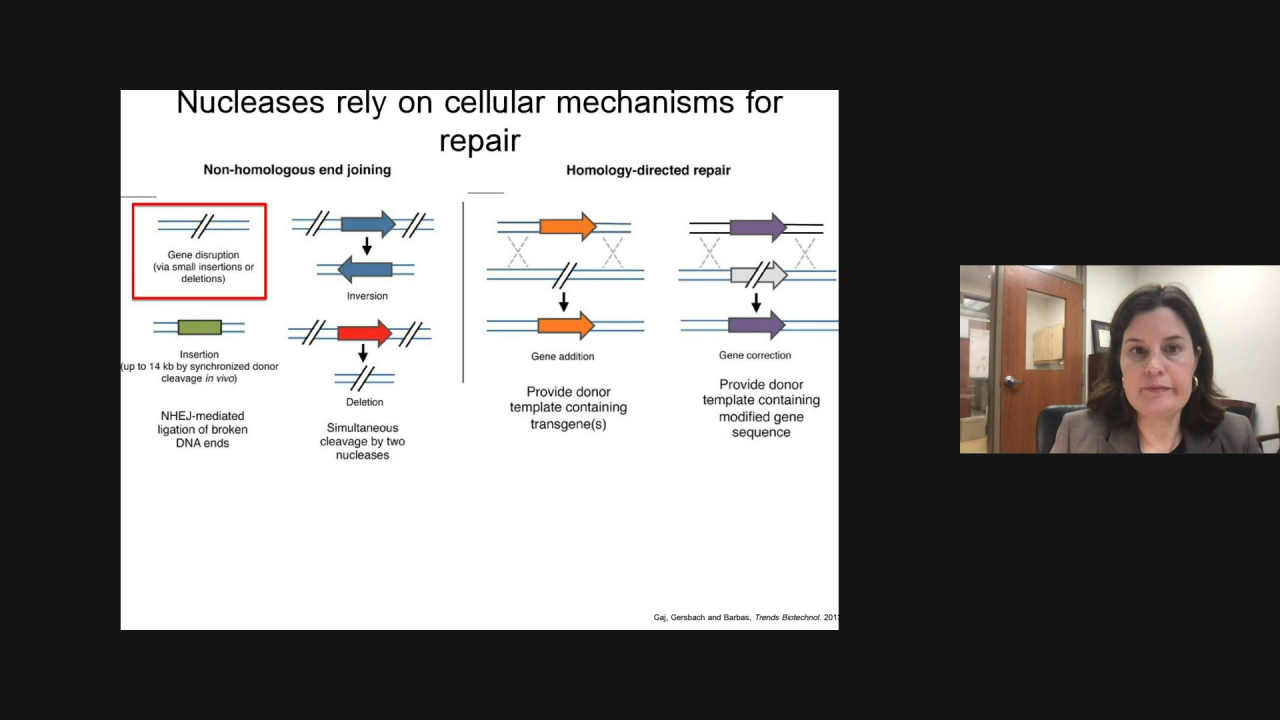 Nucleases rely on cellular mechanisms for
repair
Non-homologous end joining
Gene disruption
(via small insertions or
deletions)
Inversion
Insertion
(up to 14 kb by synchronized donor
cleavage in vivo)
Deletion
NHEJ-mediated
ligation of broken
DNA ends
Simultaneous
cleavage by two
nucleases
Homology-directed repair
Gene addition
Provide donor
template containing
transgene(s)
Gene correction
Provide donor
template containing
modified gene
sequence
Gaj, Gersbach and Barbas, Trends Biotechnol.